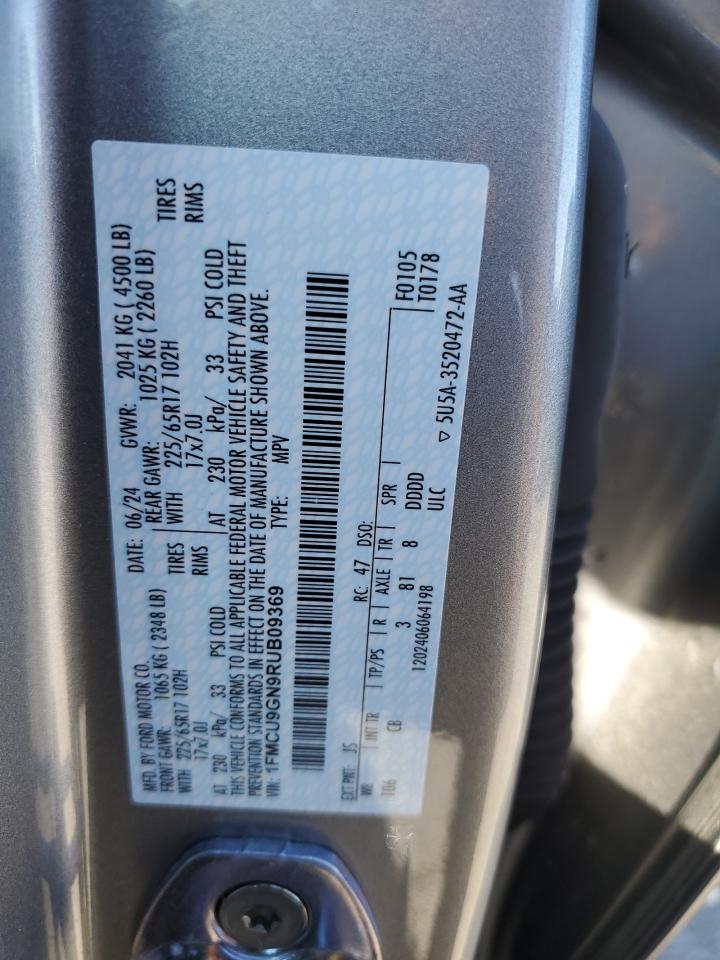 MFD. BY FORD MOTOR CO. DATE: 06/24 GVWR: 2041 KG ( 4500 LB)
FRONT GAWR: 1065 KG ( 2348 LB) REAR GAWR: 1025 KG ( 2260 LB)
WITH 225/65R17 102H TIRES WITH 225/65R17 102H TIRES
17x7.0J RIMS 17x7.0J RIMS
AT 230 kPa/ 33 PSI COLD AT 230 kPa/ 33 PSI COLD
THIS VEHICLE CONFORMS TO ALL APPLICABLE FEDERAL MOTOR VEHICLE SAFETY AND THEFT
PREVENTION STANDARDS IN EFFECT ON THE DATE OF MANUFACTURE SHOWN ABOVE.
VIN: 1FMCU9GN9RUB09369 TYPE: MPV
EXT PNT: JS RC: 47 DSO:
WB INT TR TP/PS R AXLE TR SPR F0105
106 CB 3 81 8 DDDD T0178
1202406064198 ULC
▽ 5U5A-3520472-AA